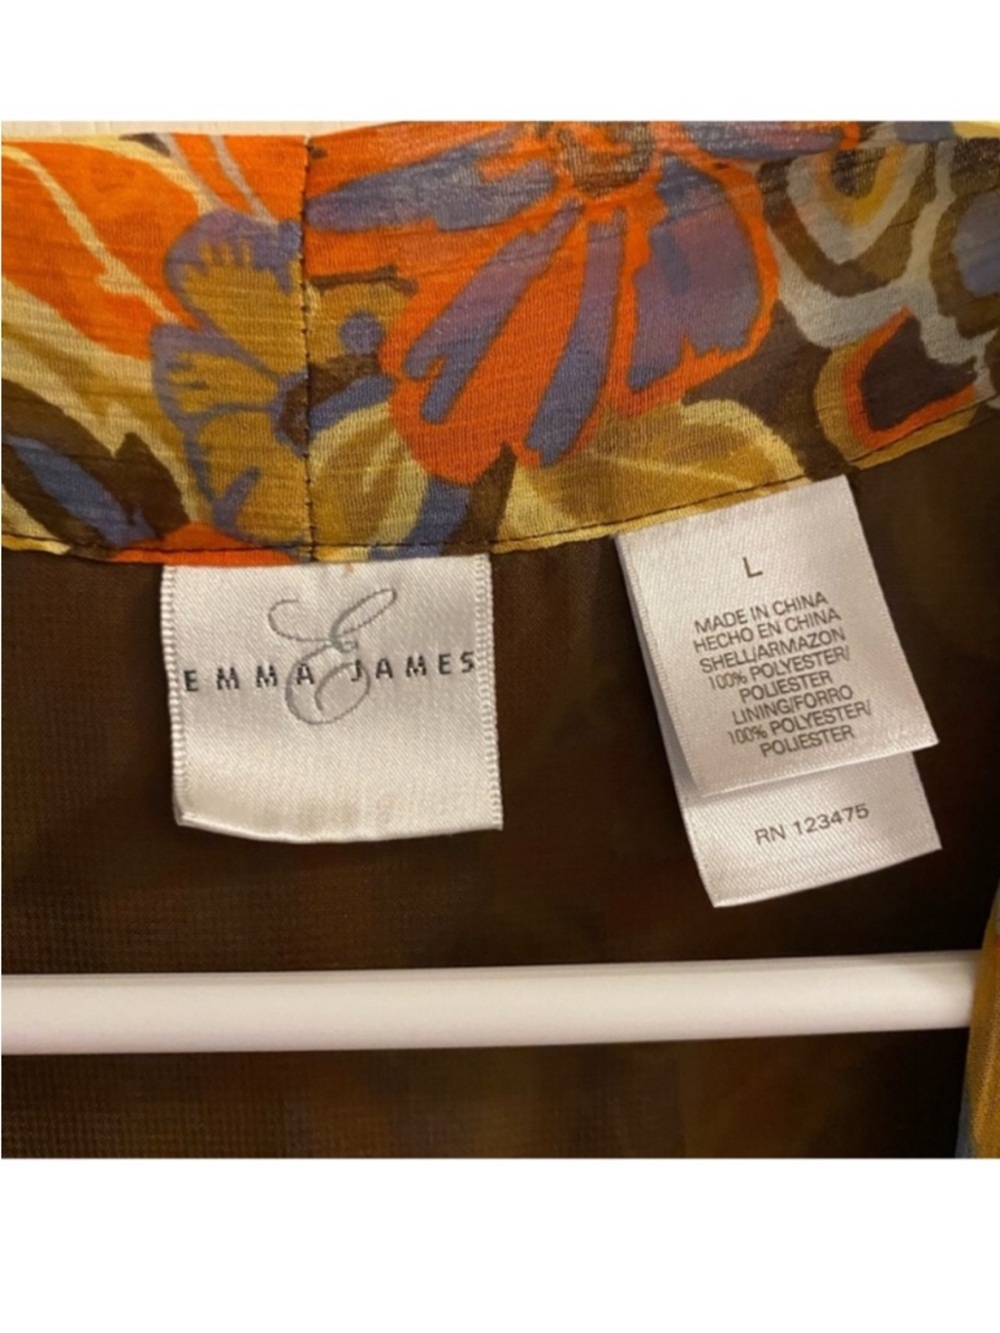 E
EMMA JAMES
L
MADE IN CHINA
HECHO EN CHINA
SHELL/ARMAZON
100% POLYESTER/
POLIESTER
LINING/FORRO
100% POLYESTER/
POLIESTER
RN 123475